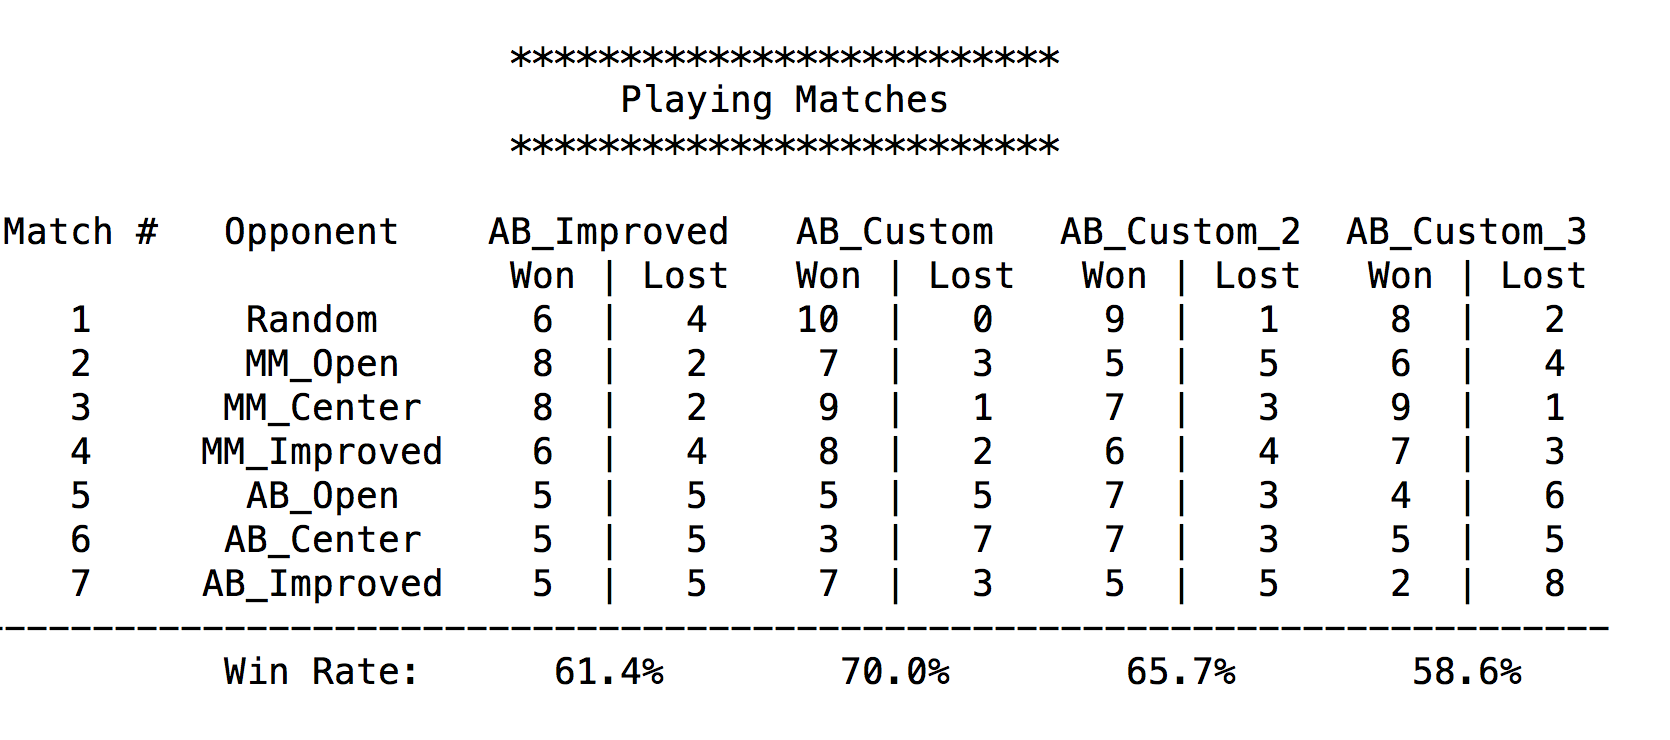 *************************
Playing Matches
*************************
Match # Opponent AB_Improved AB_Custom AB_Custom_2 AB_Custom_3
Won | Lost Won | Lost Won | Lost Won | Lost
1 Random 6 | 4 10 | 0 9 | 1 8 | 2
2 MM_Open 8 | 2 7 | 3 5 | 5 6 | 4
3 MM_Center 8 | 2 9 | 1 7 | 3 9 | 1
4 MM_Improved 6 | 4 8 | 2 6 | 4 7 | 3
5 AB_Open 5 | 5 5 | 5 7 | 3 4 | 6
6 AB_Center 5 | 5 3 | 7 7 | 3 5 | 5
7 AB_Improved 5 | 5 7 | 3 5 | 5 2 | 8
--------------------------------------------------------------------------
Win Rate: 61.4% 70.0% 65.7% 58.6%